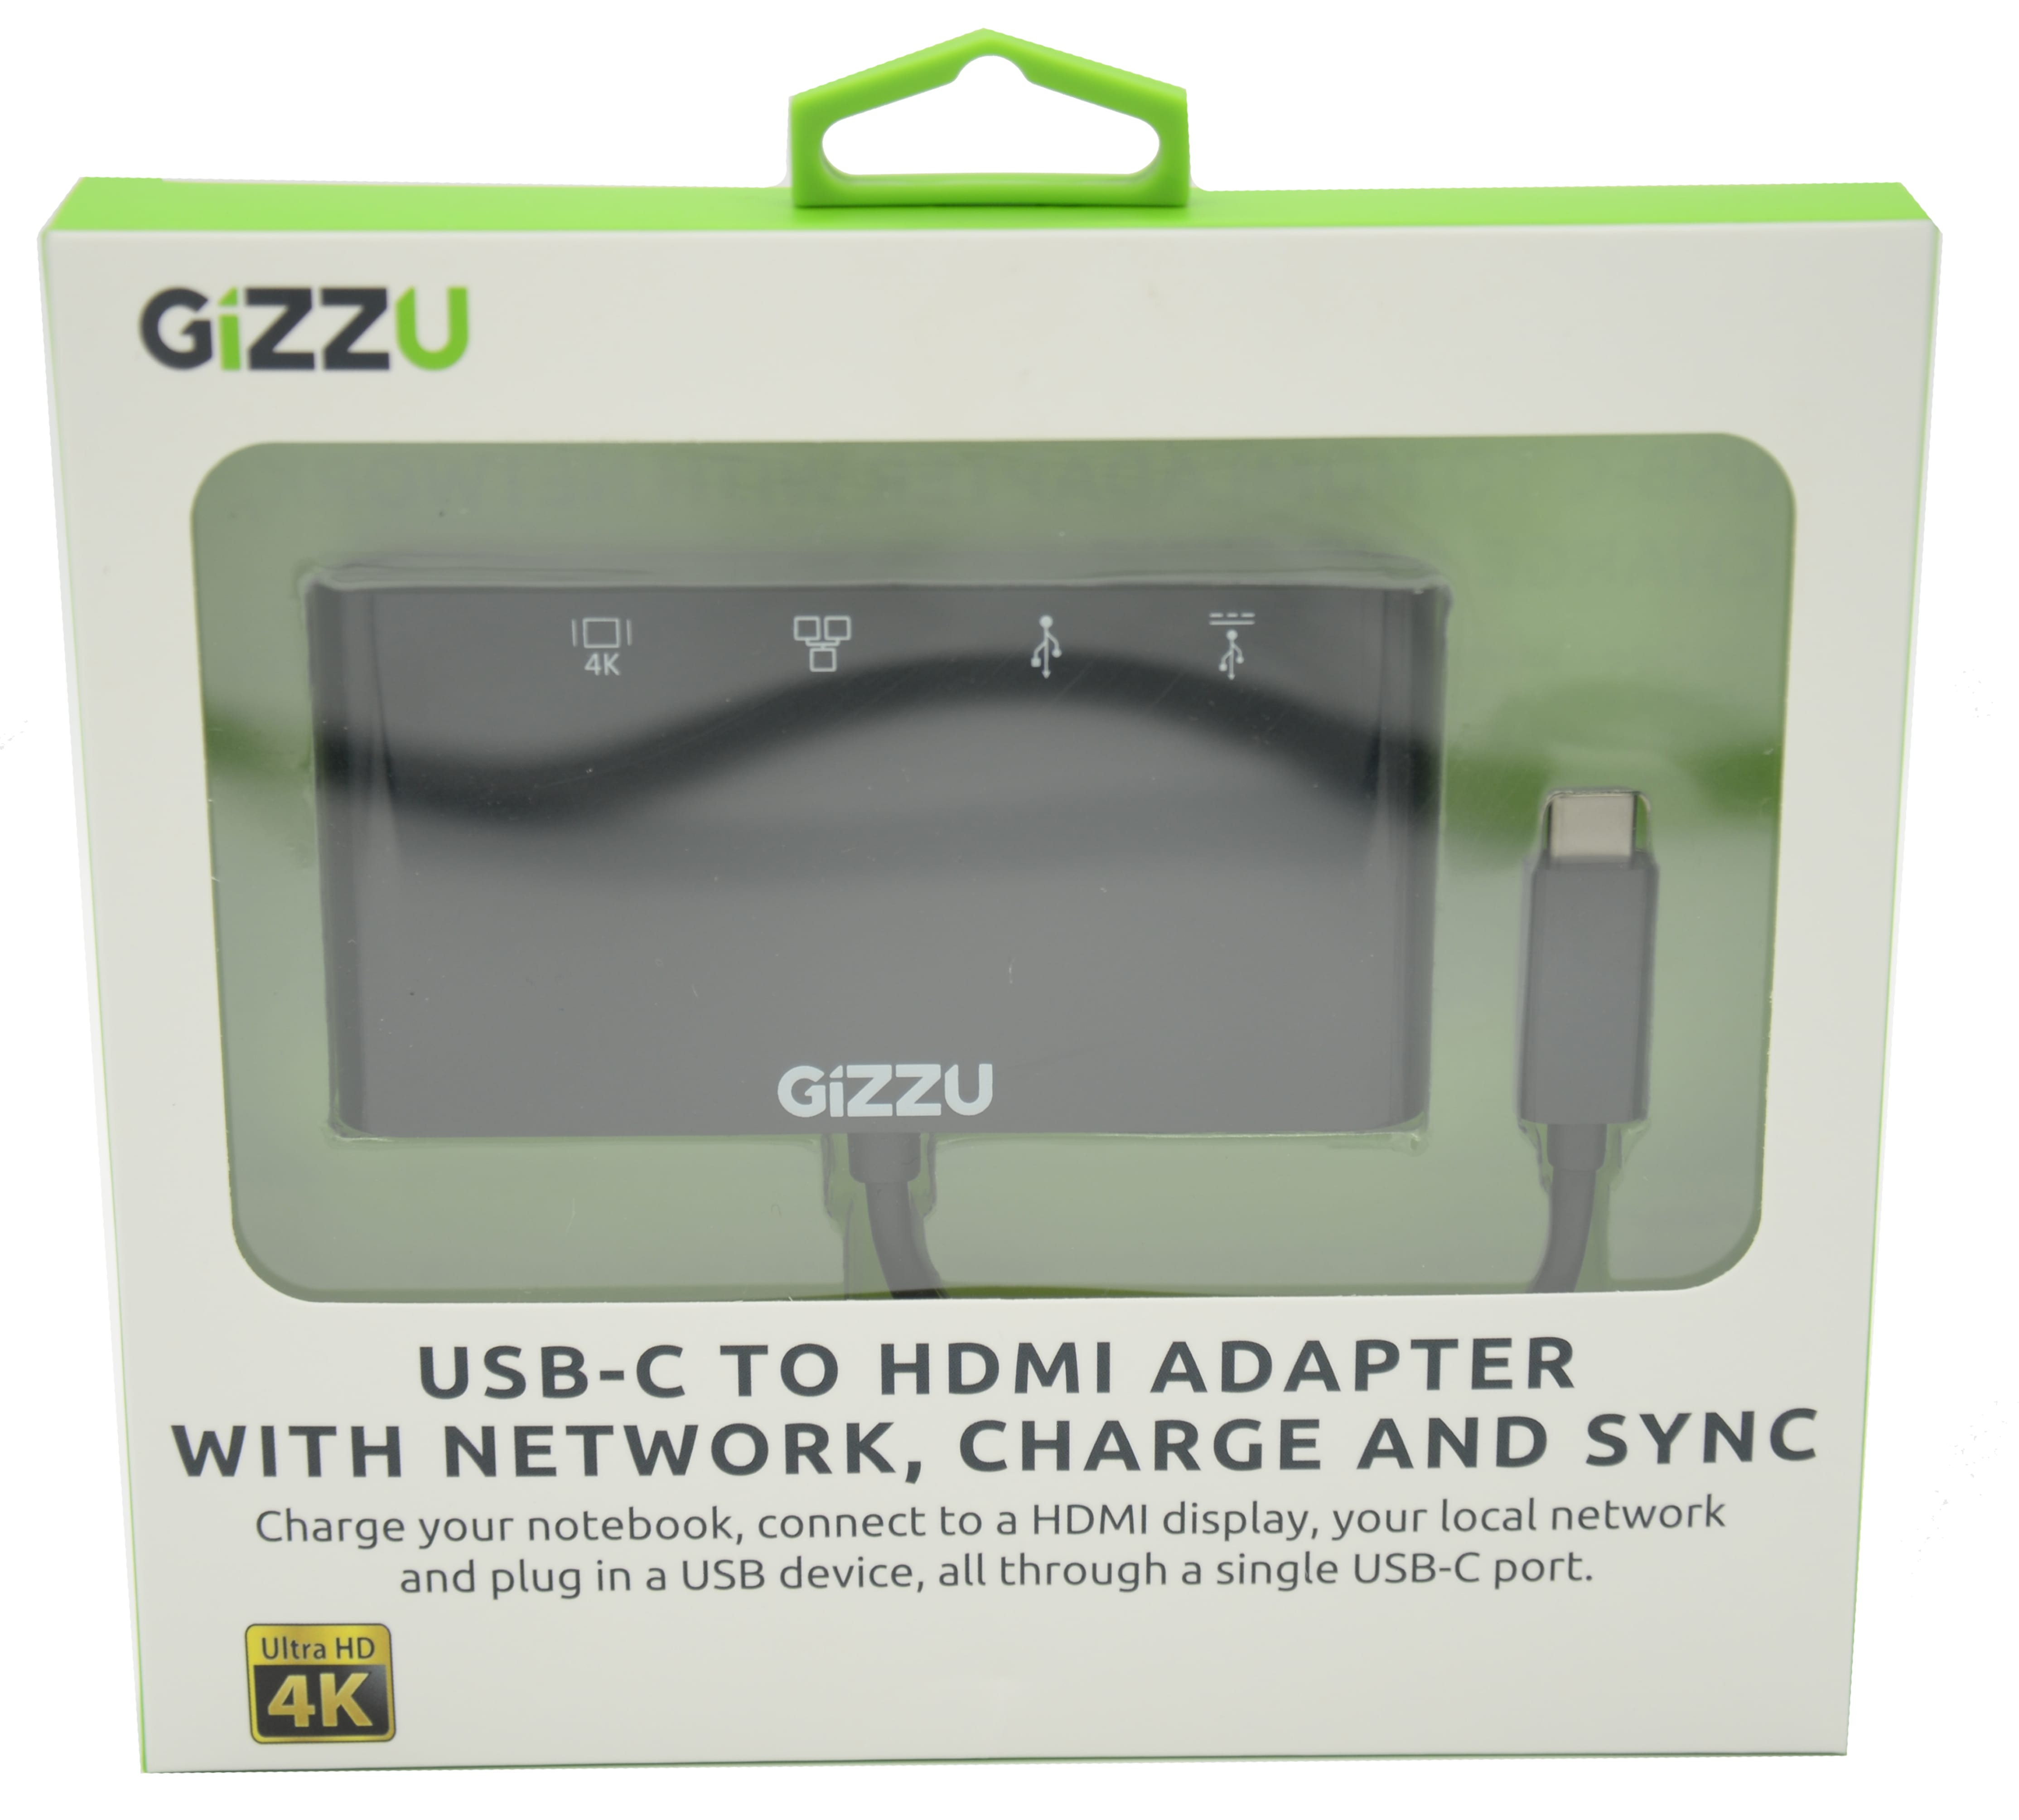 GiZZU
4K
GiZZU
USB-C TO HDMI ADAPTER
WITH NETWORK, CHARGE AND SYNC
Charge your notebook, connect to a HDMI display, your local network
and plug in a USB device, all through a single USB-C port.
Ultra HD
4K